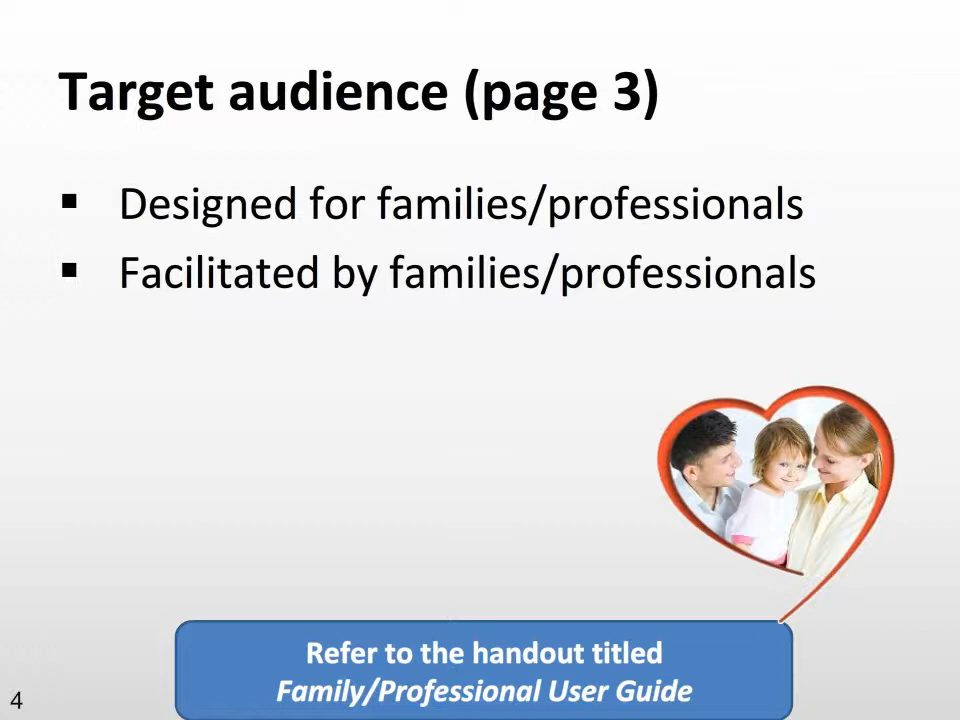 Target audience (page 3)
▪ Designed for families/professionals
▪ Facilitated by families/professionals
Refer to the handout titled
Family/Professional User Guide
4